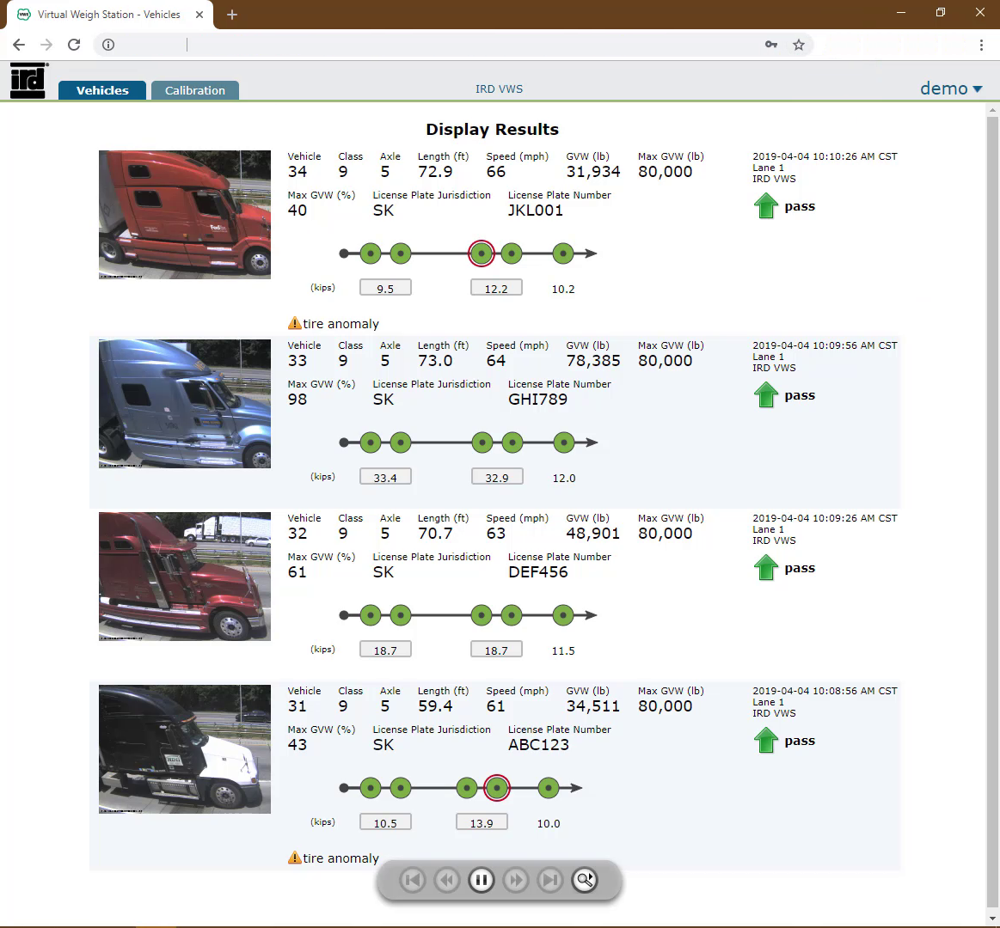 Virtual Weigh Station - Vehicles
ird
Vehicles
Calibration
IRD VWS
demo
Display Results
Vehicle Class Axle Length (ft) Speed (mph) GVW (lb) Max GVW (lb)
34 9 5 72.9 66 31,934 80,000
Max GVW (%) License Plate Jurisdiction License Plate Number
40 SK JKL001
2019-04-04 10:10:26 AM CST
Lane 1
IRD VWS
pass
FedEx
(kips) 9.5 12.2 10.2
tire anomaly
Vehicle Class Axle Length (ft) Speed (mph) GVW (lb) Max GVW (lb)
33 9 5 73.0 64 78,385 80,000
Max GVW (%) License Plate Jurisdiction License Plate Number
98 SK GHI789
2019-04-04 10:09:56 AM CST
Lane 1
IRD VWS
pass
(kips) 33.4 32.9 12.0
Vehicle Class Axle Length (ft) Speed (mph) GVW (lb) Max GVW (lb)
32 9 5 70.7 63 48,901 80,000
Max GVW (%) License Plate Jurisdiction License Plate Number
61 SK DEF456
2019-04-04 10:09:26 AM CST
Lane 1
IRD VWS
pass
(kips) 18.7 18.7 11.5
Vehicle Class Axle Length (ft) Speed (mph) GVW (lb) Max GVW (lb)
31 9 5 59.4 61 34,511 80,000
Max GVW (%) License Plate Jurisdiction License Plate Number
43 SK ABC123
2019-04-04 10:08:56 AM CST
Lane 1
IRD VWS
pass
(kips) 10.5 13.9 10.0
tire anomaly